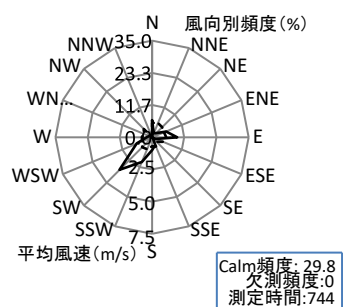 N
風向別頻度(%)
NNW
NNE
NW
NE
WN...
ENE
W
E
WSW
ESE
SW
SE
SSW
SSE
S
35.0
23.3
11.7
0.0
2.5
5.0
7.5
平均風速(m/s)
Calm頻度: 29.8
欠測頻度:0
測定時間:744